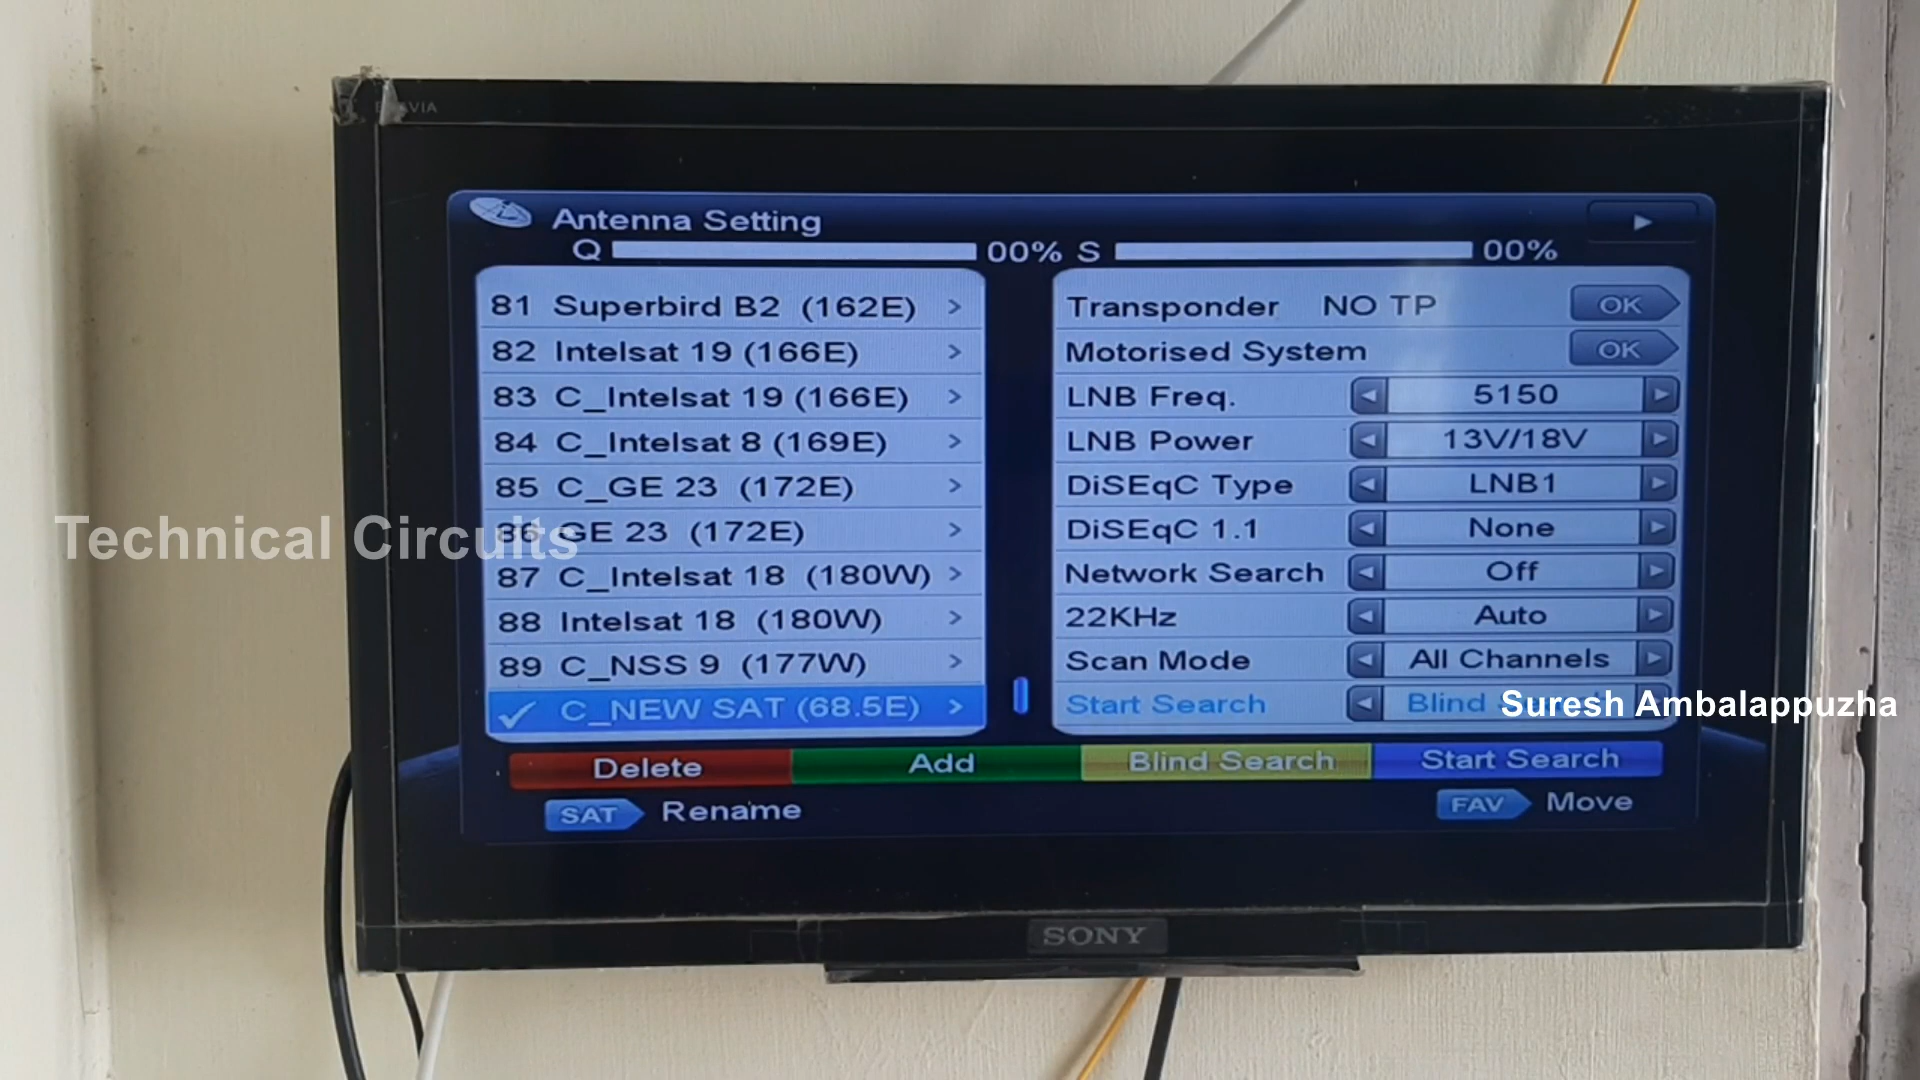 Antenna Setting
Q 00% S 00%
81 Superbird B2 (162E) >
82 Intelsat 19 (166E) >
83 C_Intelsat 19 (166E) >
84 C_Intelsat 8 (169E) >
85 C_GE 23 (172E) >
86 GE 23 (172E) >
87 C_Intelsat 18 (180W) >
88 Intelsat 18 (180W) >
89 C_NSS 9 (177W) >
C_NEW SAT (68.5E) >
Transponder NO TP OK
Motorised System OK
LNB Freq. 5150
LNB Power 13V/18V
DiSEqC Type LNB1
DiSEqC 1.1 None
Network Search Off
22KHz Auto
Scan Mode All Channels
Start Search Blind
Delete Add Blind Search Start Search
SAT Rename FAV Move
SONY
Technical Circuits
Suresh Ambalappuzha